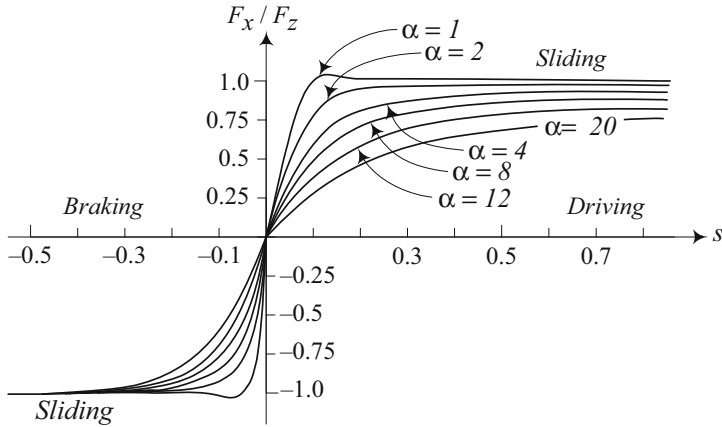 F_x / F_z
α = 1
α = 2
Sliding
1.0
0.75
0.5
0.25
α= 20
α = 4
α = 8
α = 12
Braking
Driving
s
−0.5
−0.3
−0.1
0.3
0.5
0.7
−0.25
−0.5
−0.75
−1.0
Sliding